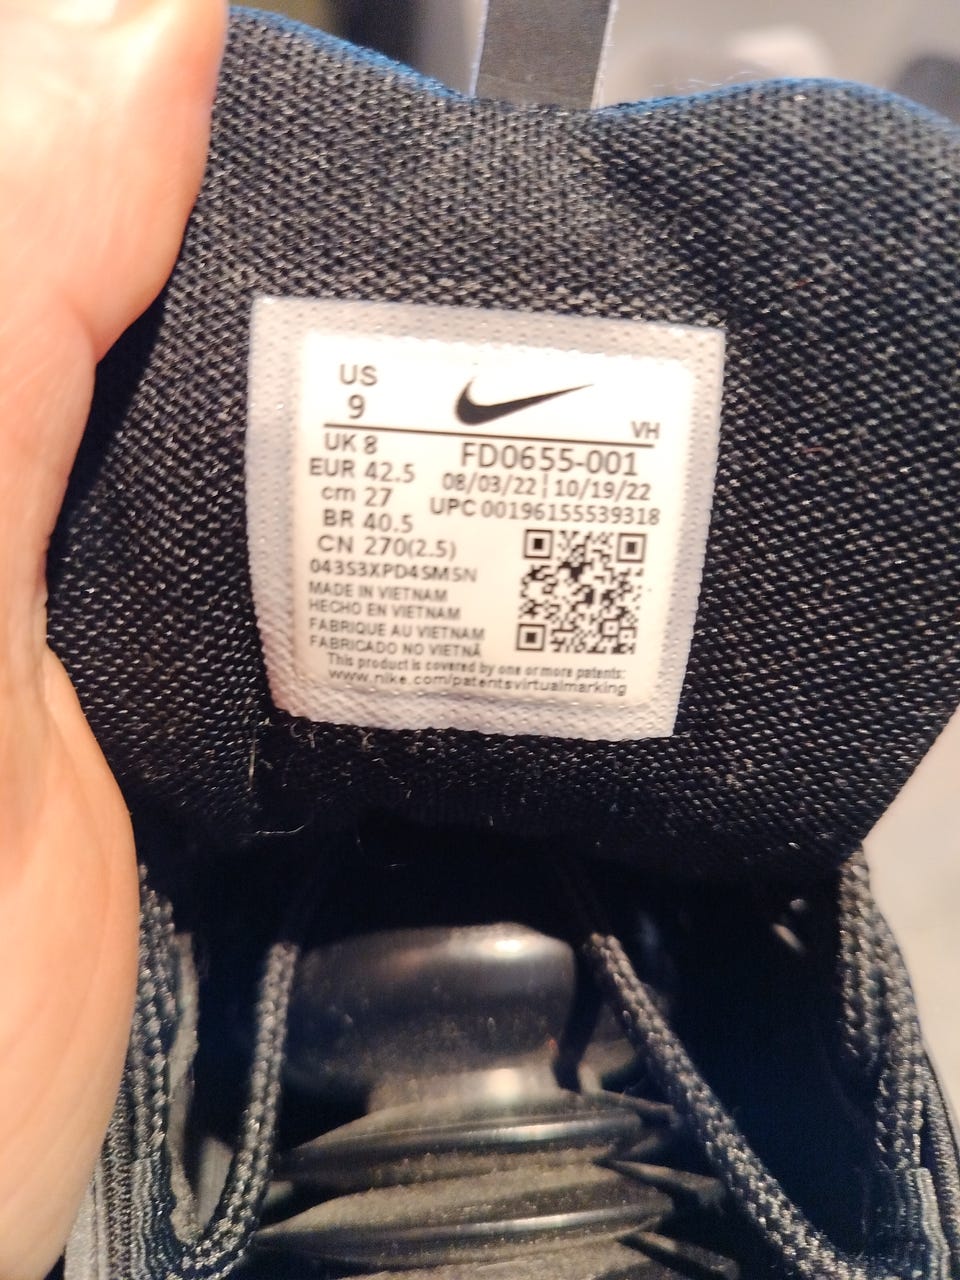 US
9
VH
UK 8
EUR 42.5
cm 27
BR 40.5
CN 270(2.5)
FD0655-001
08/03/22 | 10/19/22
UPC 00196155539318
043S3XPD4SMSN
MADE IN VIETNAM
HECHO EN VIETNAM
FABRIQUE AU VIETNAM
FABRICADO NO VIETNÃ
This product is covered by one or more patents:
www.nike.com/patentsvirtualmarking